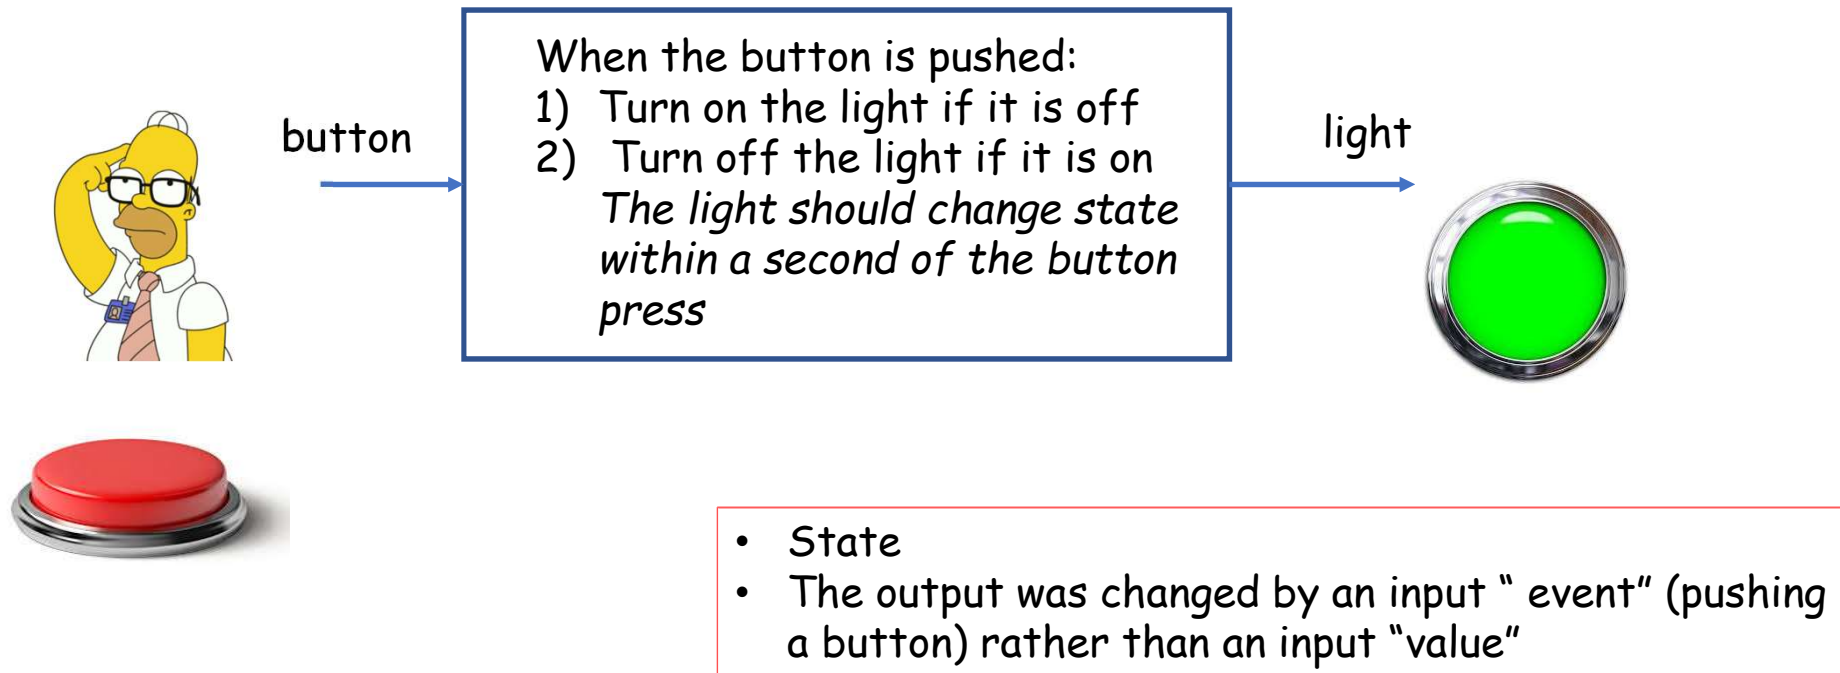 button
When the button is pushed:
1) Turn on the light if it is off
2) Turn off the light if it is on
The light should change state
within a second of the button
press
light
• State
• The output was changed by an input “ event” (pushing
a button) rather than an input “value”